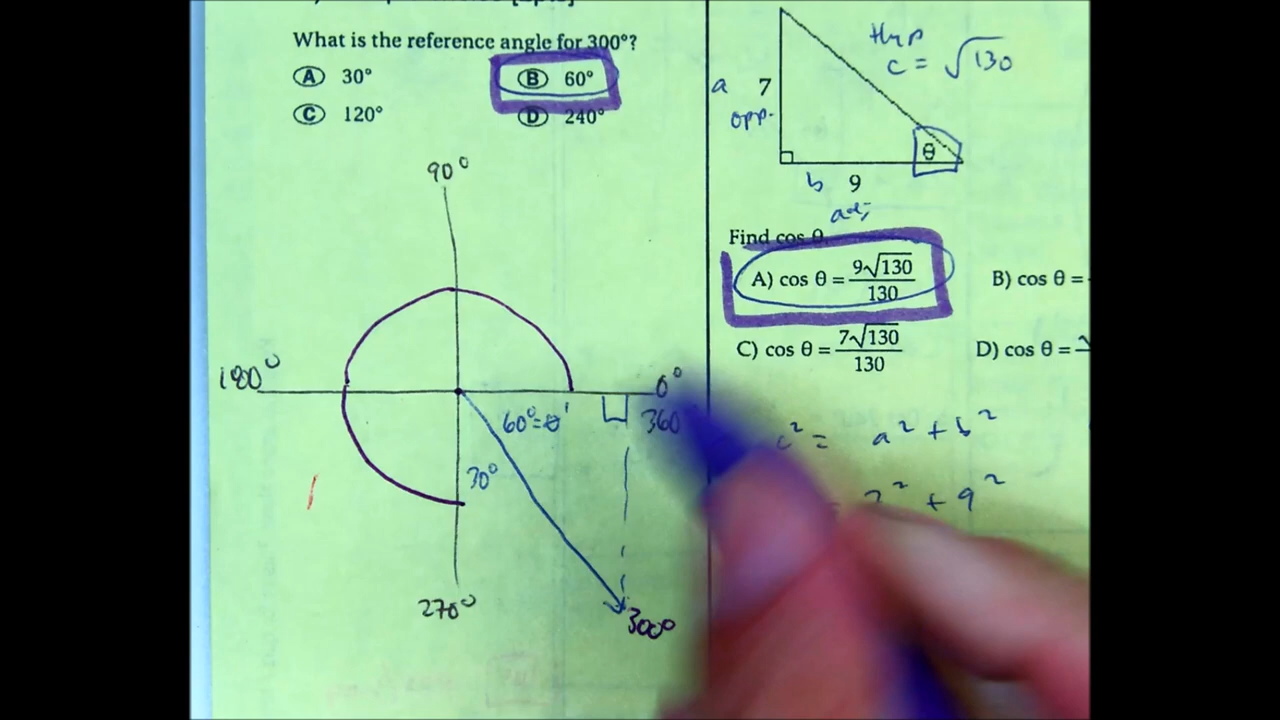 What is the reference angle for 300°?
A 30°
B 60°
C 120°
D 240°
90°
180°
0°
360
60°=θ'
30°
270°
300°
Hyp
c = √130
a 7
opp.
θ
b 9
adj
Find cos θ.
A) cos θ = 9√130/130
B) cos θ =
C) cos θ = 7√130/130
D) cos θ =
c² = a² + b²
7² + 9²